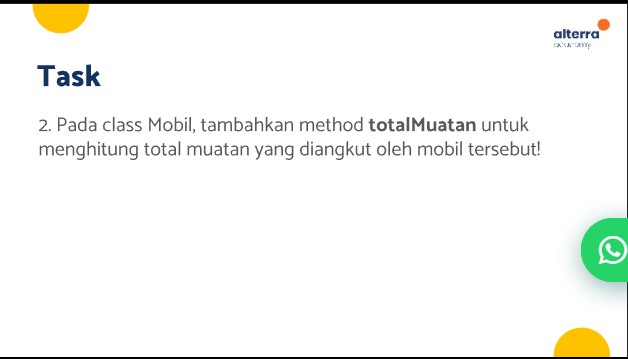 alterra
academy
Task
2. Pada class Mobil, tambahkan method totalMuatan untuk
menghitung total muatan yang diangkut oleh mobil tersebut!